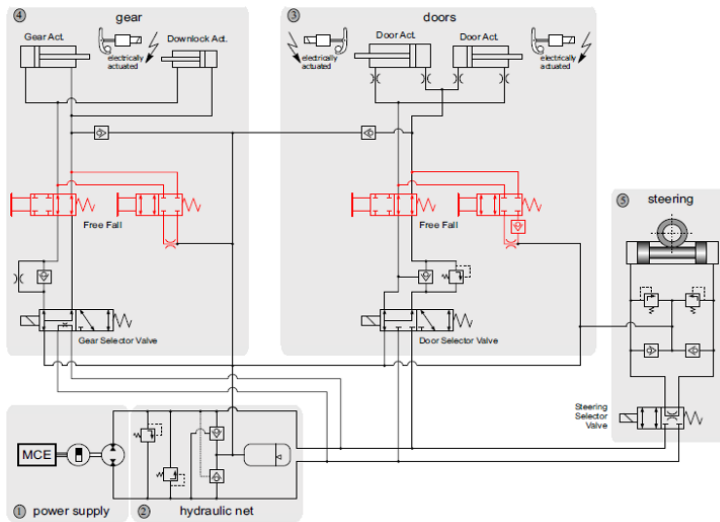 4 gear
Gear Act.
Downlock Act.
electrically
actuated
3 doors
Door Act.
Door Act.
electrically
actuated
electrically
actuated
Free Fall
Free Fall
Gear Selector Valve
Door Selector Valve
5 steering
Steering
Selector
Valve
MCE
1 power supply
2 hydraulic net